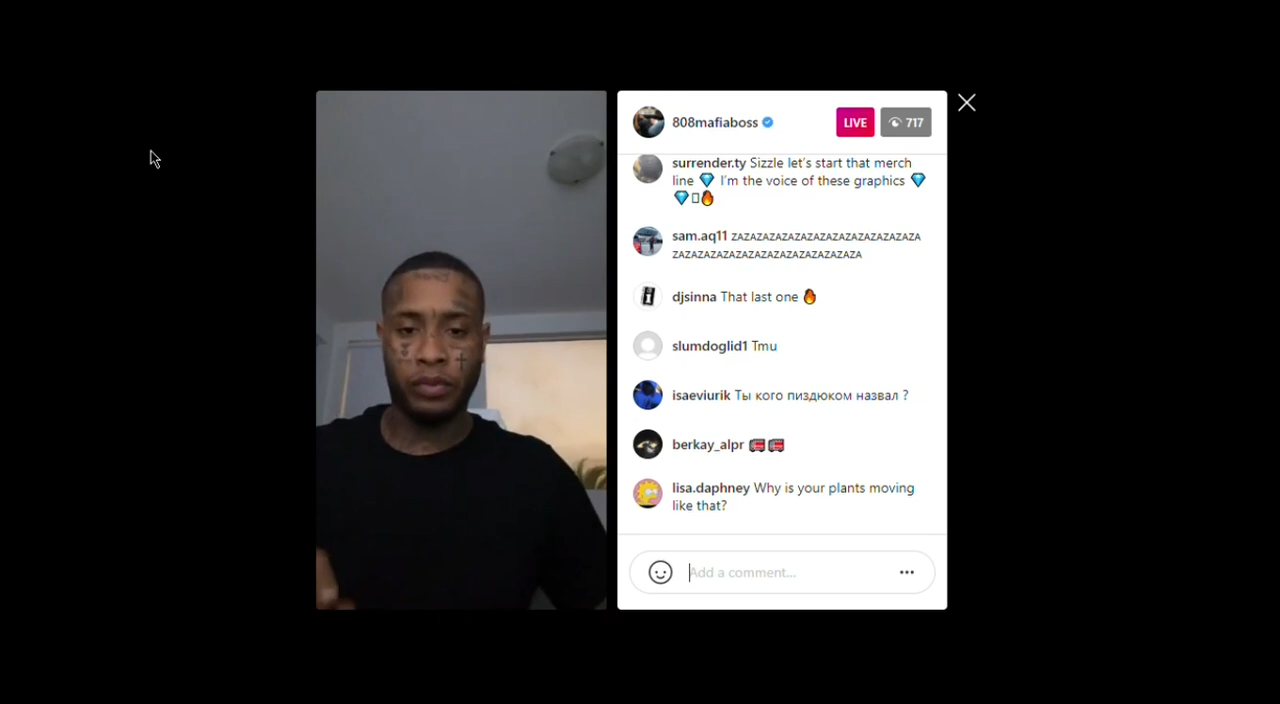 808mafiaboss
LIVE
717
surrender.ty Sizzle let's start that merch
line 💎 I'm the voice of these graphics 💎
💎▯🔥
sam.aq11 ZAZAZAZAZAZAZAZAZAZAZAZAZAZAZA
ZAZAZAZAZAZAZAZAZAZAZAZAZAZAZA
djsinna That last one 🔥
slumdoglid1 Tmu
isaeviurik Ты кого пиздюком назвал ?
berkay_alpr 🚒🚒
lisa.daphney Why is your plants moving
like that?
Add a comment...